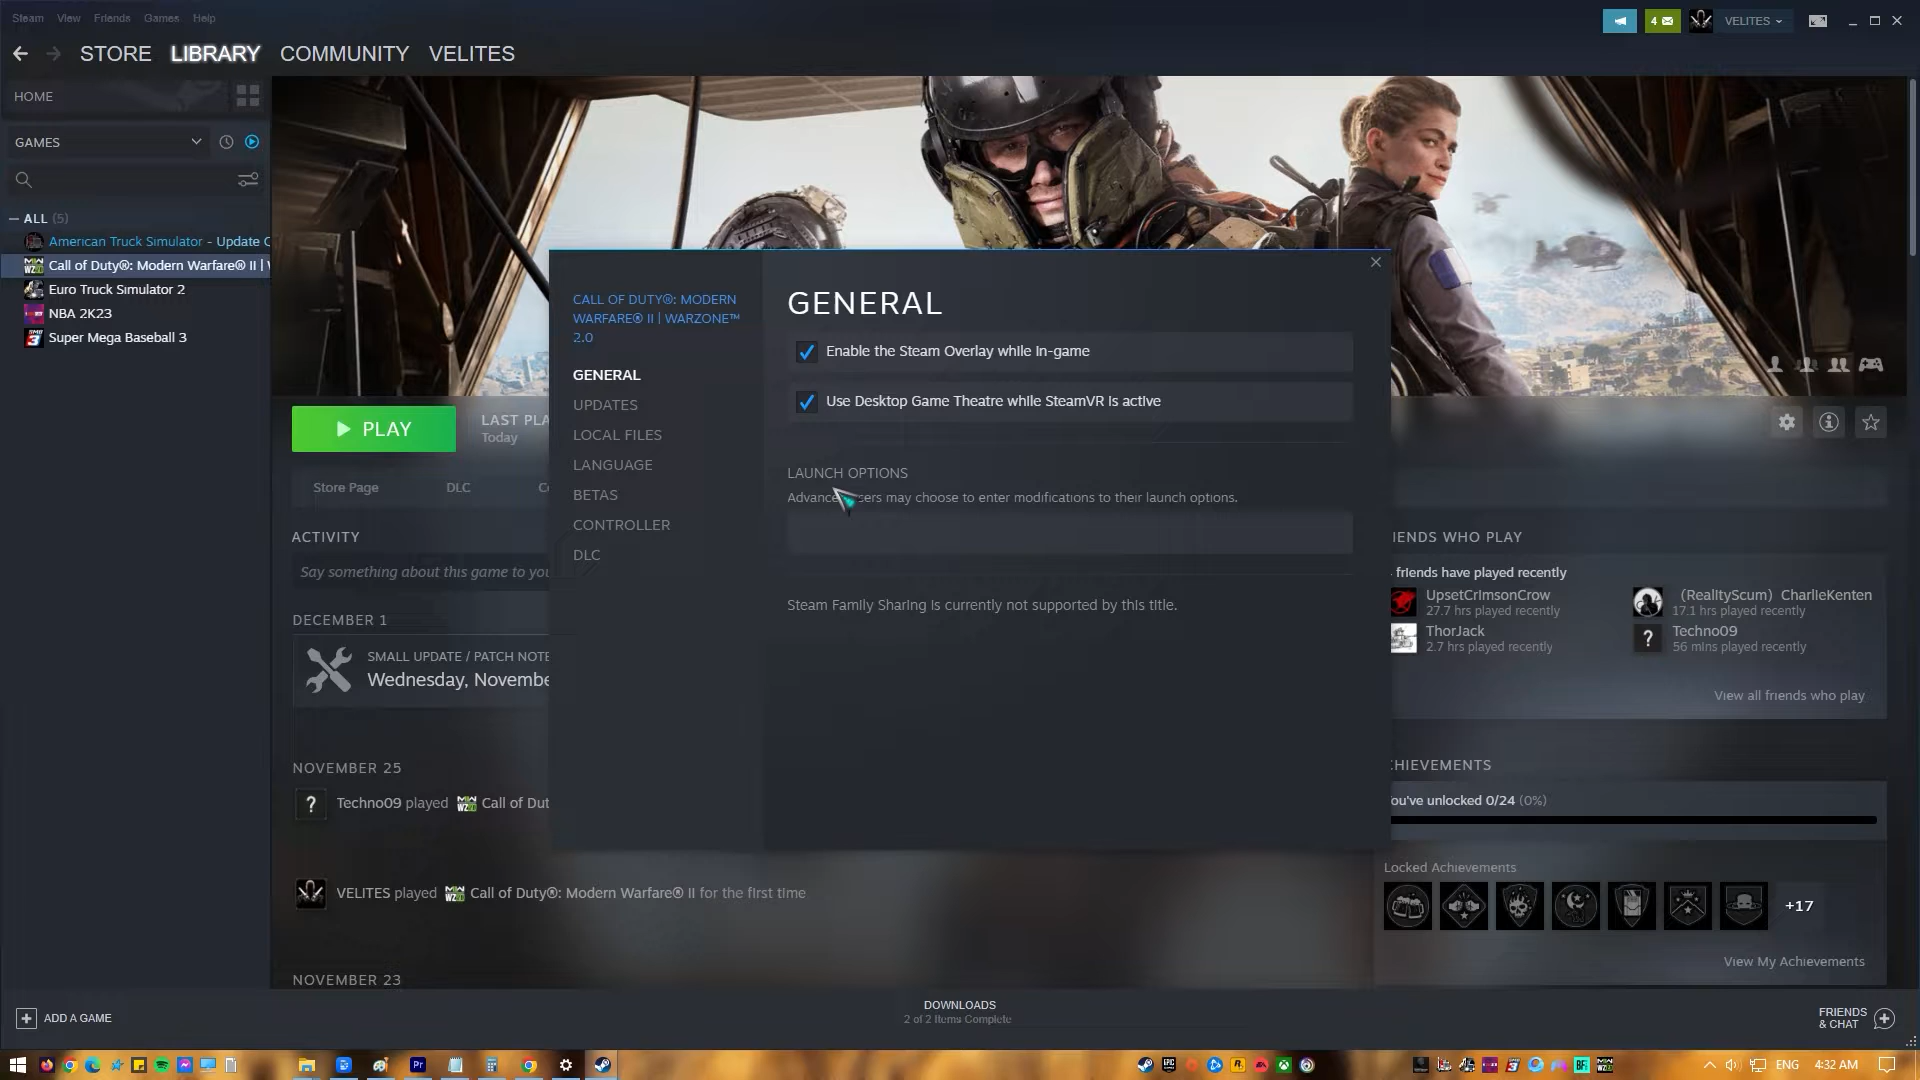 Steam View Friends Games Help
4
VELITES
STORE LIBRARY COMMUNITY VELITES
HOME
GAMES
ALL (5)
American Truck Simulator - Update
Call of Duty®: Modern Warfare® II |
Euro Truck Simulator 2
NBA 2K23
Super Mega Baseball 3
PLAY
LAST PLA
Today
Store Page DLC
ACTIVITY
Say something about this game to you
DECEMBER 1
SMALL UPDATE / PATCH NOTE
Wednesday, Novembe
NOVEMBER 25
Techno09 played Call of Dut
VELITES played Call of Duty®: Modern Warfare® II for the first time
NOVEMBER 23
CALL OF DUTY®: MODERN
WARFARE® II | WARZONE™
2.0
GENERAL
UPDATES
LOCAL FILES
LANGUAGE
BETAS
CONTROLLER
DLC
GENERAL
Enable the Steam Overlay while in-game
Use Desktop Game Theatre while SteamVR is active
LAUNCH OPTIONS
Advance sers may choose to enter modifications to their launch options.
Steam Family Sharing is currently not supported by this title.
IENDS WHO PLAY
friends have played recently
UpsetCrimsonCrow
27.7 hrs played recently
(RealityScum) CharlieKenten
17.1 hrs played recently
ThorJack
2.7 hrs played recently
Techno09
56 mins played recently
View all friends who play
CHIEVEMENTS
ou've unlocked 0/24 (0%)
Locked Achievements
+17
View My Achievements
ADD A GAME
DOWNLOADS
2 of 2 Items Complete
FRIENDS
& CHAT
ENG 4:32 AM